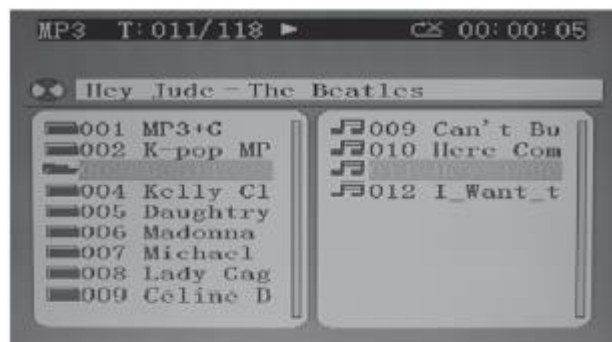 MP3 T:011/118 00:00:05
Hey Jude - The Beatles
001 MP3+G
002 K-pop MP
004 Kelly Cl
005 Daughtry
006 Madonna
007 Michael
008 Lady Gag
009 Celine D
009 Can't Bu
010 Here Com
012 I_Want_t